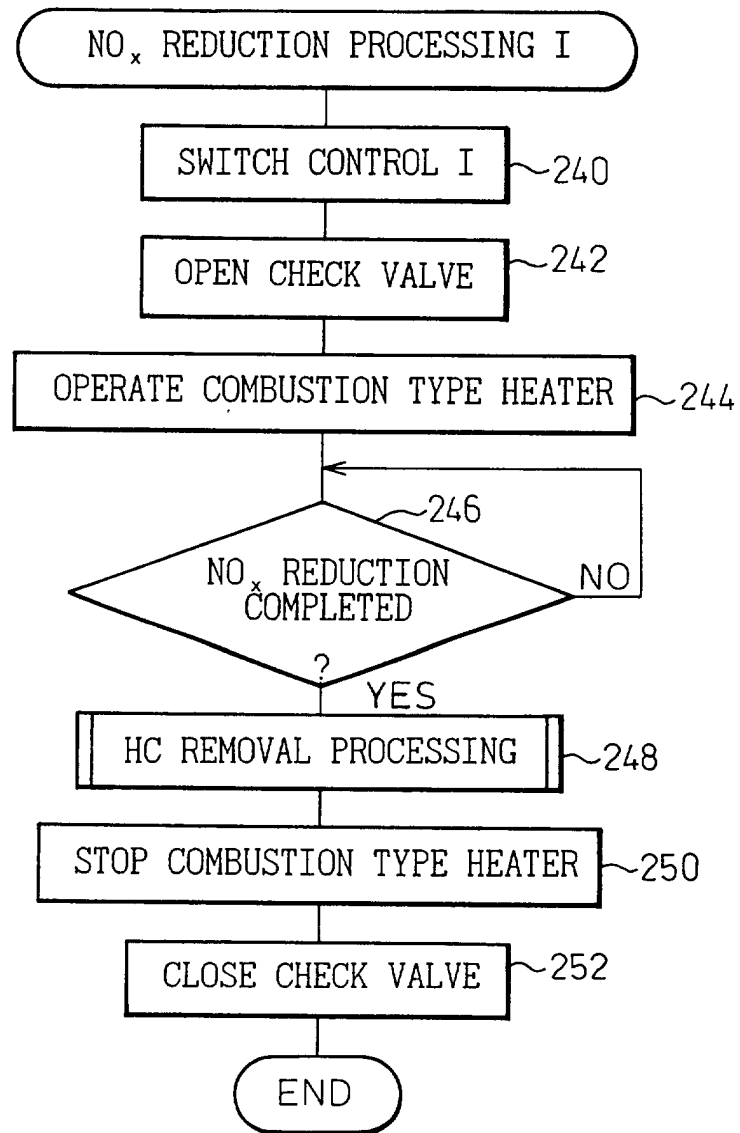 NOₓ REDUCTION PROCESSING I
SWITCH CONTROL I
240
OPEN CHECK VALVE
242
OPERATE COMBUSTION TYPE HEATER
244
246
NOₓ REDUCTION
COMPLETED
?
NO
YES
HC REMOVAL PROCESSING
248
STOP COMBUSTION TYPE HEATER
250
CLOSE CHECK VALVE
252
END